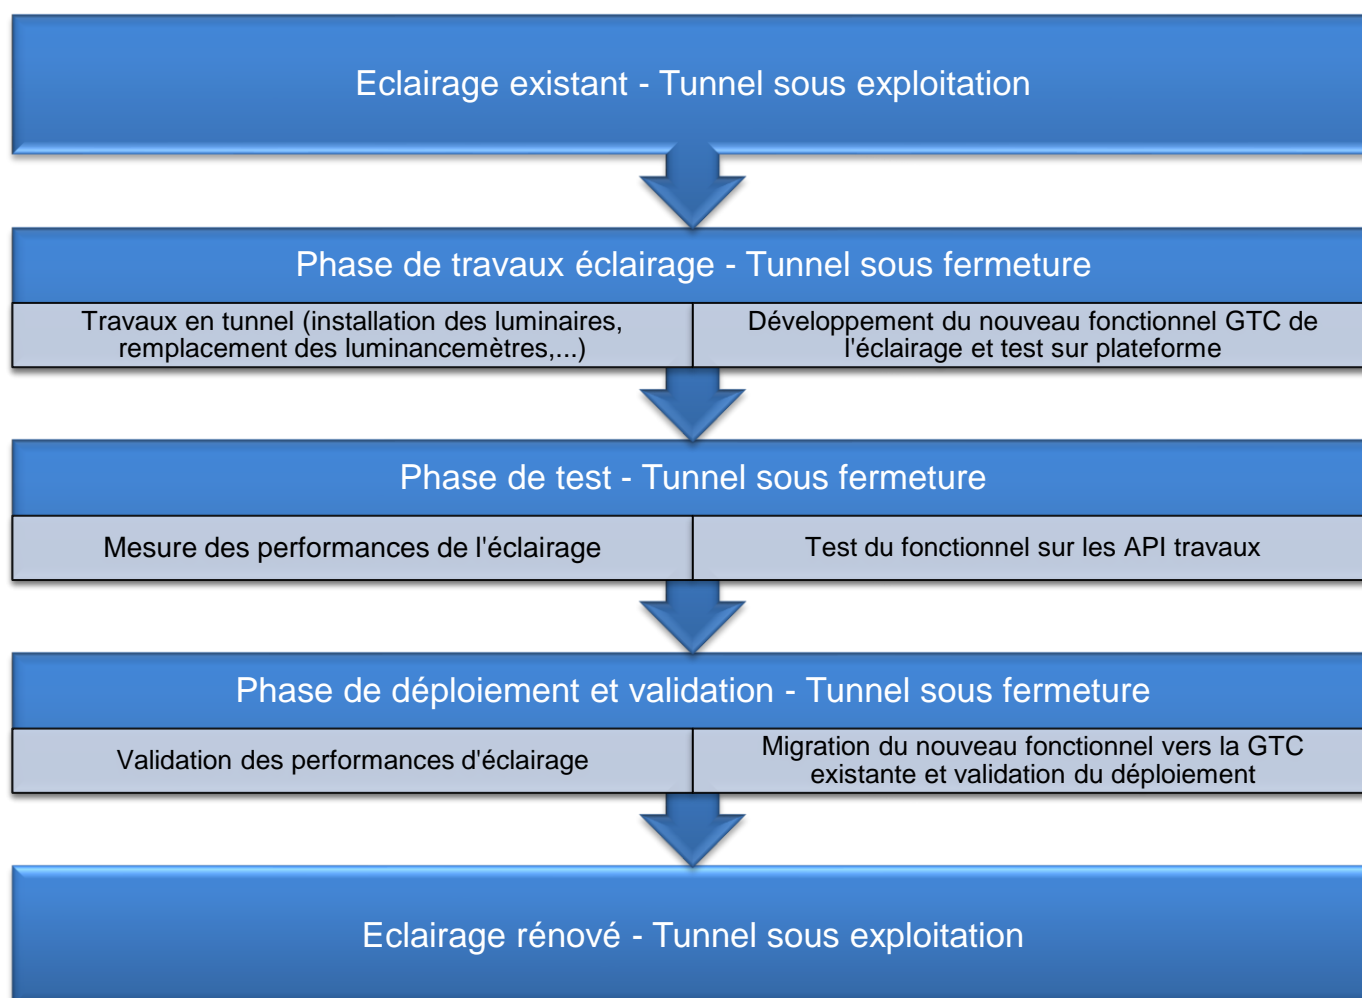 Eclairage existant - Tunnel sous exploitation
Phase de travaux éclairage - Tunnel sous fermeture
Travaux en tunnel (installation des luminaires,
remplacement des luminancemètres,...)
Développement du nouveau fonctionnel GTC de
l'éclairage et test sur plateforme
Phase de test - Tunnel sous fermeture
Mesure des performances de l'éclairage
Test du fonctionnel sur les API travaux
Phase de déploiement et validation - Tunnel sous fermeture
Validation des performances d'éclairage
Migration du nouveau fonctionnel vers la GTC
existante et validation du déploiement
Eclairage rénové - Tunnel sous exploitation